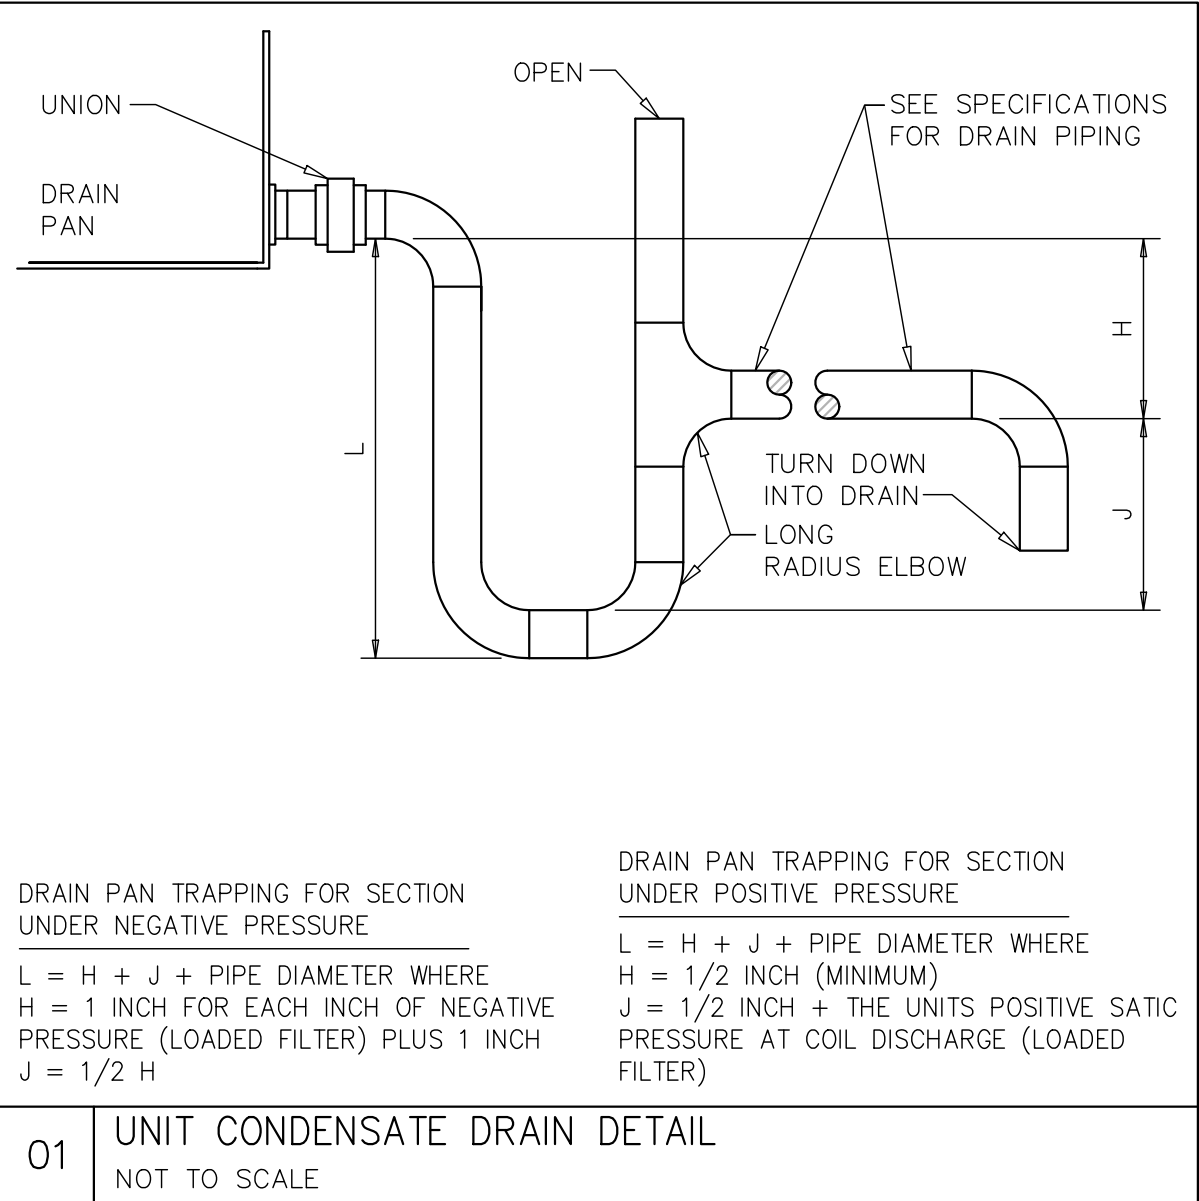 OPEN
UNION
SEE SPECIFICATIONS
FOR DRAIN PIPING
DRAIN
PAN
H
L
TURN DOWN
INTO DRAIN
J
LONG
RADIUS ELBOW
DRAIN PAN TRAPPING FOR SECTION
UNDER NEGATIVE PRESSURE
L = H + J + PIPE DIAMETER WHERE
H = 1 INCH FOR EACH INCH OF NEGATIVE
PRESSURE (LOADED FILTER) PLUS 1 INCH
J = 1/2 H
DRAIN PAN TRAPPING FOR SECTION
UNDER POSITIVE PRESSURE
L = H + J + PIPE DIAMETER WHERE
H = 1/2 INCH (MINIMUM)
J = 1/2 INCH + THE UNITS POSITIVE SATIC
PRESSURE AT COIL DISCHARGE (LOADED
FILTER)
01
UNIT CONDENSATE DRAIN DETAIL
NOT TO SCALE